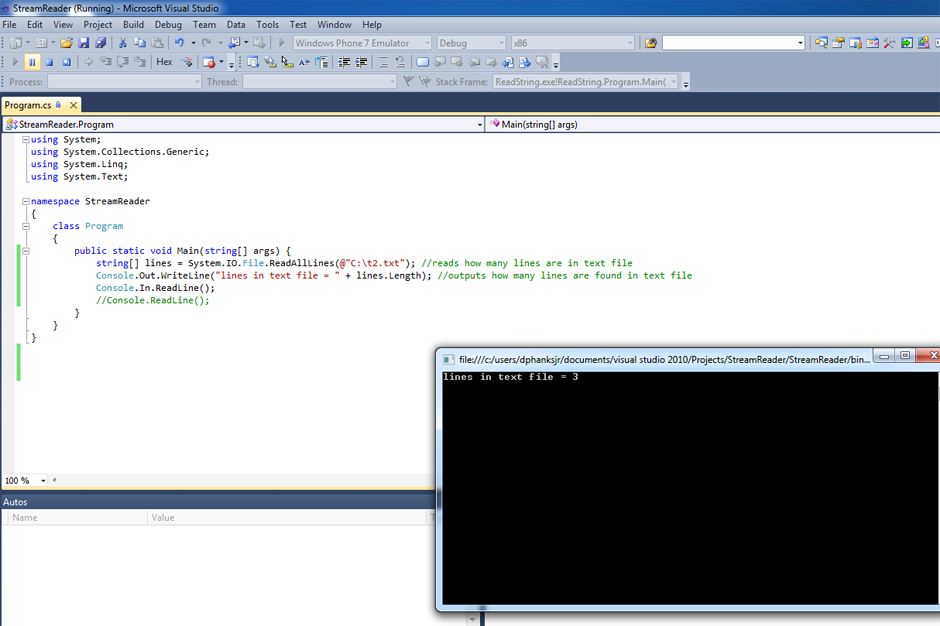 StreamReader (Running) - Microsoft Visual Studio
File Edit View Project Build Debug Team Data Tools Test Window Help
Windows Phone 7 Emulator Debug x86
Hex
Process: Thread: Stack Frame: ReadString.exe!ReadString.Program.Main(
Program.cs
StreamReader.Program Main(string[] args)
using System;
using System.Collections.Generic;
using System.Linq;
using System.Text;
namespace StreamReader
{
class Program
{
public static void Main(string[] args) {
string[] lines = System.IO.File.ReadAllLines(@"C:\t2.txt"); //reads how many lines are in text file
Console.Out.WriteLine("lines in text file = " + lines.Length); //outputs how many lines are found in text file
Console.In.ReadLine();
//Console.ReadLine();
}
}
}
file:///c:/users/dphanksjr/documents/visual studio 2010/Projects/StreamReader/StreamReader/bin...
lines in text file = 3
100 %
Autos
Name Value